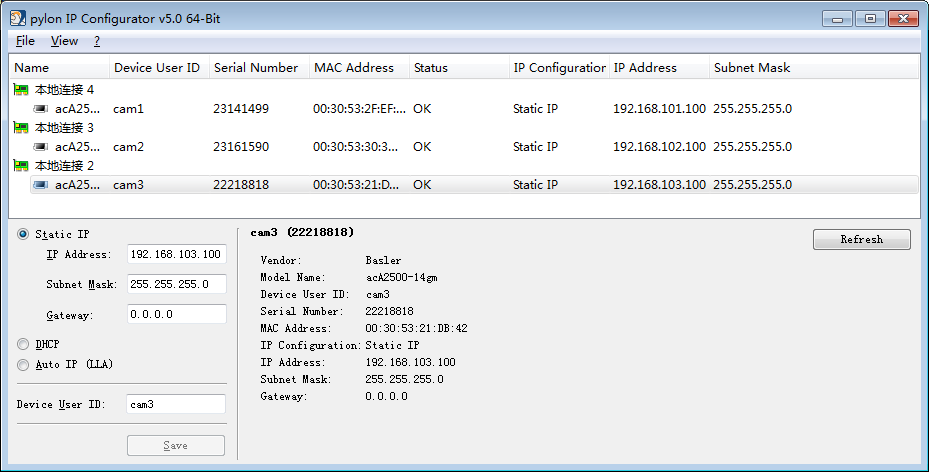 pylon IP Configurator v5.0 64-Bit
File View ?
Name Device User ID Serial Number MAC Address Status IP Configuration IP Address Subnet Mask
本地连接 4
acA25... cam1 23141499 00:30:53:2F:EF:... OK Static IP 192.168.101.100 255.255.255.0
本地连接 3
acA25... cam2 23161590 00:30:53:30:3... OK Static IP 192.168.102.100 255.255.255.0
本地连接 2
acA25... cam3 22218818 00:30:53:21:D... OK Static IP 192.168.103.100 255.255.255.0
Static IP
IP Address: 192.168.103.100
Subnet Mask: 255.255.255.0
Gateway: 0.0.0.0
DHCP
Auto IP (LLA)
Device User ID: cam3
Save
cam3 (22218818)
Refresh
Vendor: Basler
Model Name: acA2500-14gm
Device User ID: cam3
Serial Number: 22218818
MAC Address: 00:30:53:21:DB:42
IP Configuration: Static IP
IP Address: 192.168.103.100
Subnet Mask: 255.255.255.0
Gateway: 0.0.0.0